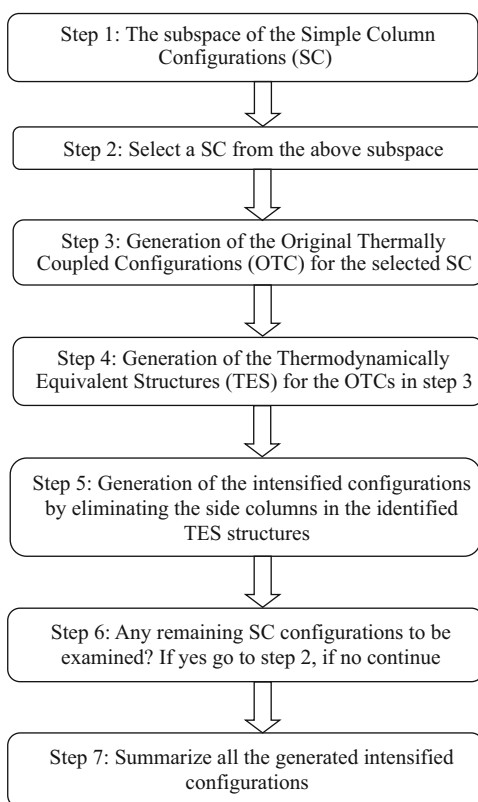 Step 1: The subspace of the Simple Column
Configurations (SC)
Step 2: Select a SC from the above subspace
Step 3: Generation of the Original Thermally
Coupled Configurations (OTC) for the selected SC
Step 4: Generation of the Thermodynamically
Equivalent Structures (TES) for the OTCs in step 3
Step 5: Generation of the intensified configurations
by eliminating the side columns in the identified
TES structures
Step 6: Any remaining SC configurations to be
examined? If yes go to step 2, if no continue
Step 7: Summarize all the generated intensified
configurations